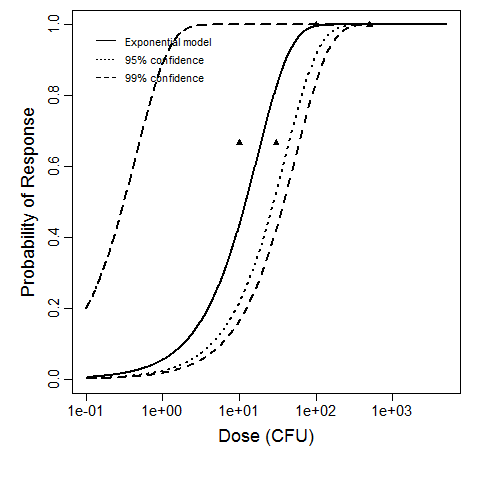 Exponential model
95% confidence
99% confidence
Probability of Response
1.0
0.8
0.6
0.4
0.2
0.0
1e-01 1e+00 1e+01 1e+02 1e+03
Dose (CFU)